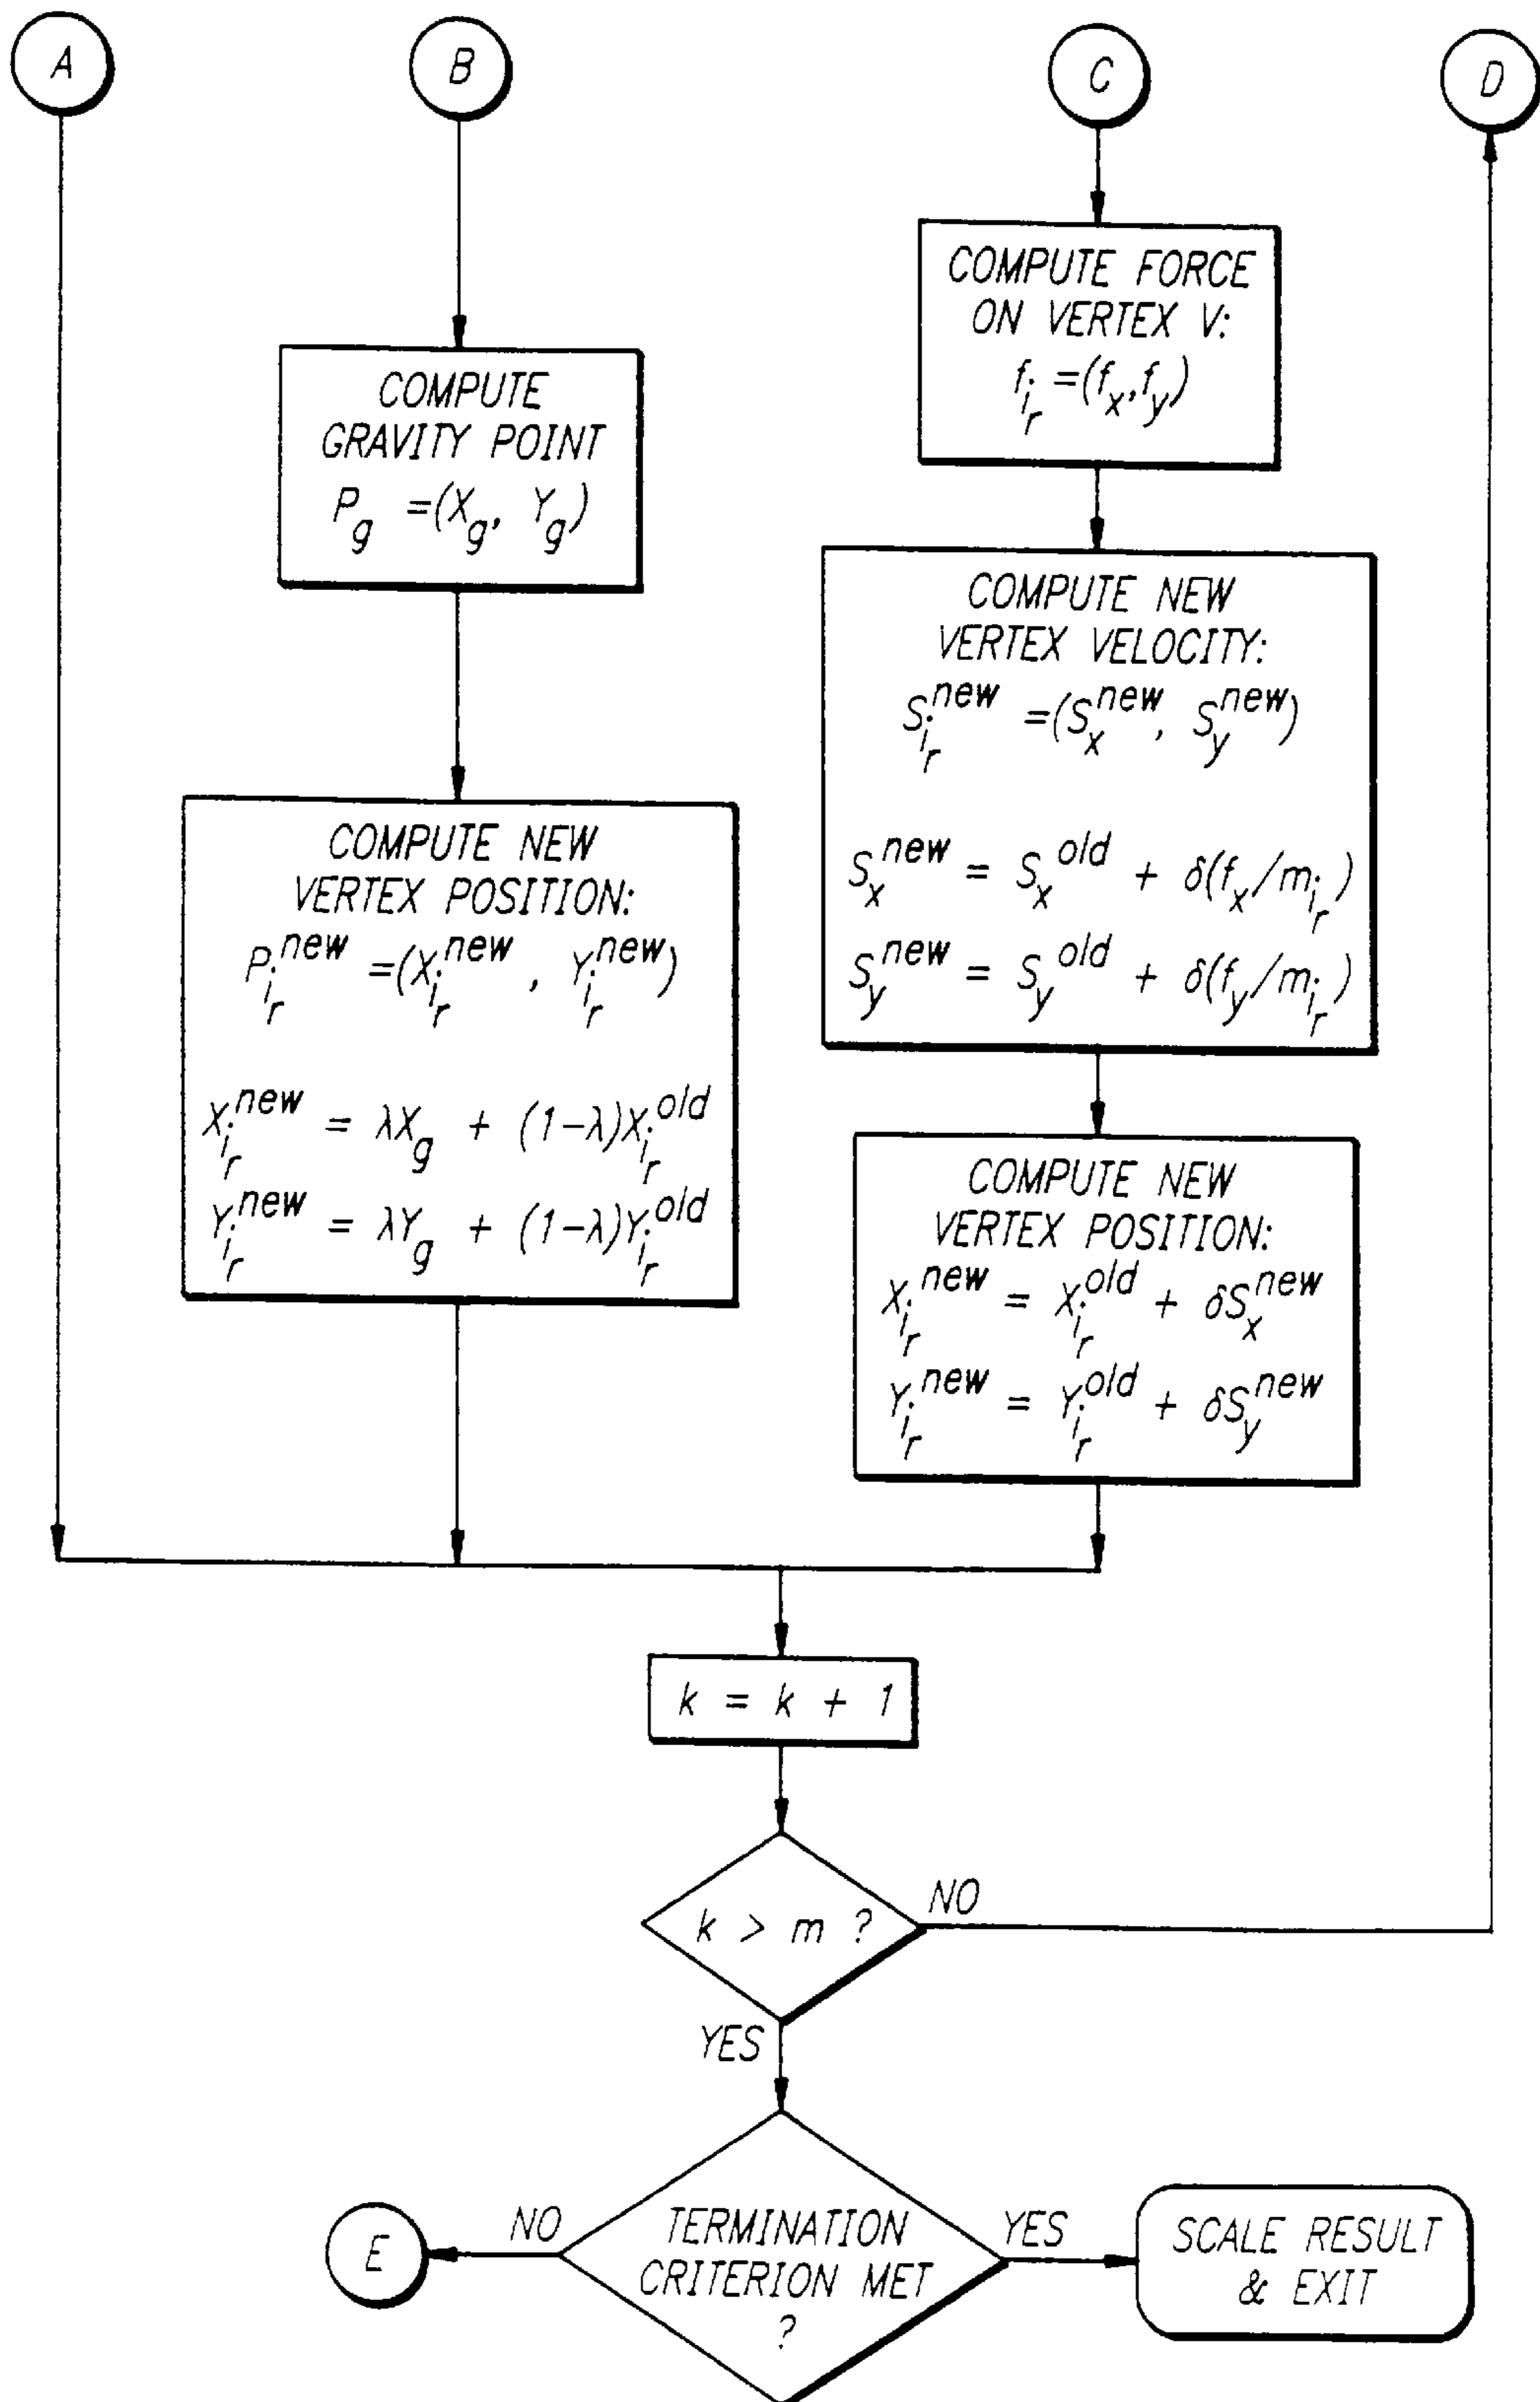 A
B
C
D
COMPUTE FORCE
ON VERTEX V:
f_{i_r} =(f_x, f_y)
COMPUTE
GRAVITY POINT
P_g =(X_g, Y_g)
COMPUTE NEW
VERTEX VELOCITY:
S_{i_r}^{new} =(S_x^{new}, S_y^{new})
S_x^{new} = S_x^{old} + δ(f_x/m_{i_r})
S_y^{new} = S_y^{old} + δ(f_y/m_{i_r})
COMPUTE NEW
VERTEX POSITION:
P_{i_r}^{new} =(X_{i_r}^{new}, Y_{i_r}^{new})
X_{i_r}^{new} = λX_g + (1-λ)X_{i_r}^{old}
Y_{i_r}^{new} = λY_g + (1-λ)Y_{i_r}^{old}
COMPUTE NEW
VERTEX POSITION:
X_{i_r}^{new} = X_{i_r}^{old} + δS_x^{new}
Y_{i_r}^{new} = Y_{i_r}^{old} + δS_y^{new}
k = k + 1
k > m ?
NO
YES
E
NO
TERMINATION
CRITERION MET
?
YES
SCALE RESULT
& EXIT